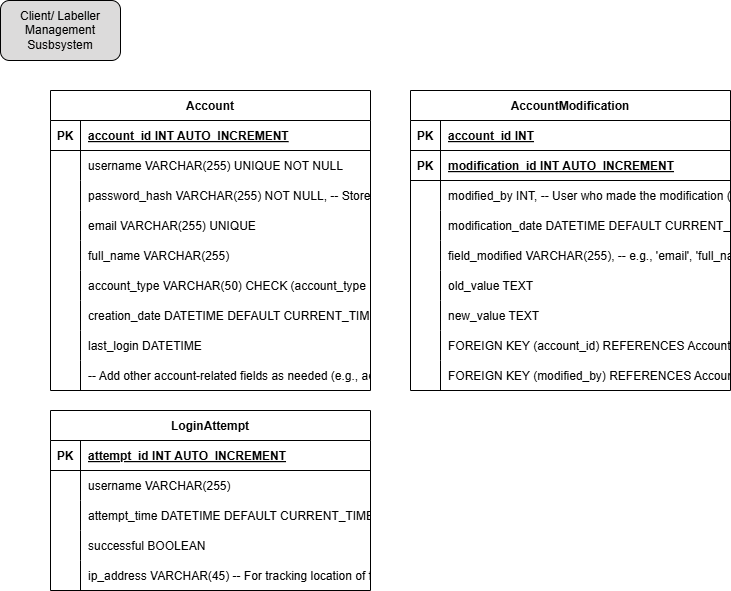 Client/ Labeller
Management
Susbsystem
Account
PK account_id INT AUTO_INCREMENT
username VARCHAR(255) UNIQUE NOT NULL
password_hash VARCHAR(255) NOT NULL, -- Store
email VARCHAR(255) UNIQUE
full_name VARCHAR(255)
account_type VARCHAR(50) CHECK (account_type
creation_date DATETIME DEFAULT CURRENT_TIM
last_login DATETIME
-- Add other account-related fields as needed (e.g., a
AccountModification
PK account_id INT
PK modification_id INT AUTO_INCREMENT
modified_by INT, -- User who made the modification (
modification_date DATETIME DEFAULT CURRENT_
field_modified VARCHAR(255), -- e.g., 'email', 'full_na
old_value TEXT
new_value TEXT
FOREIGN KEY (account_id) REFERENCES Account
FOREIGN KEY (modified_by) REFERENCES Accou
LoginAttempt
PK attempt_id INT AUTO_INCREMENT
username VARCHAR(255)
attempt_time DATETIME DEFAULT CURRENT_TIME
successful BOOLEAN
ip_address VARCHAR(45) -- For tracking location of